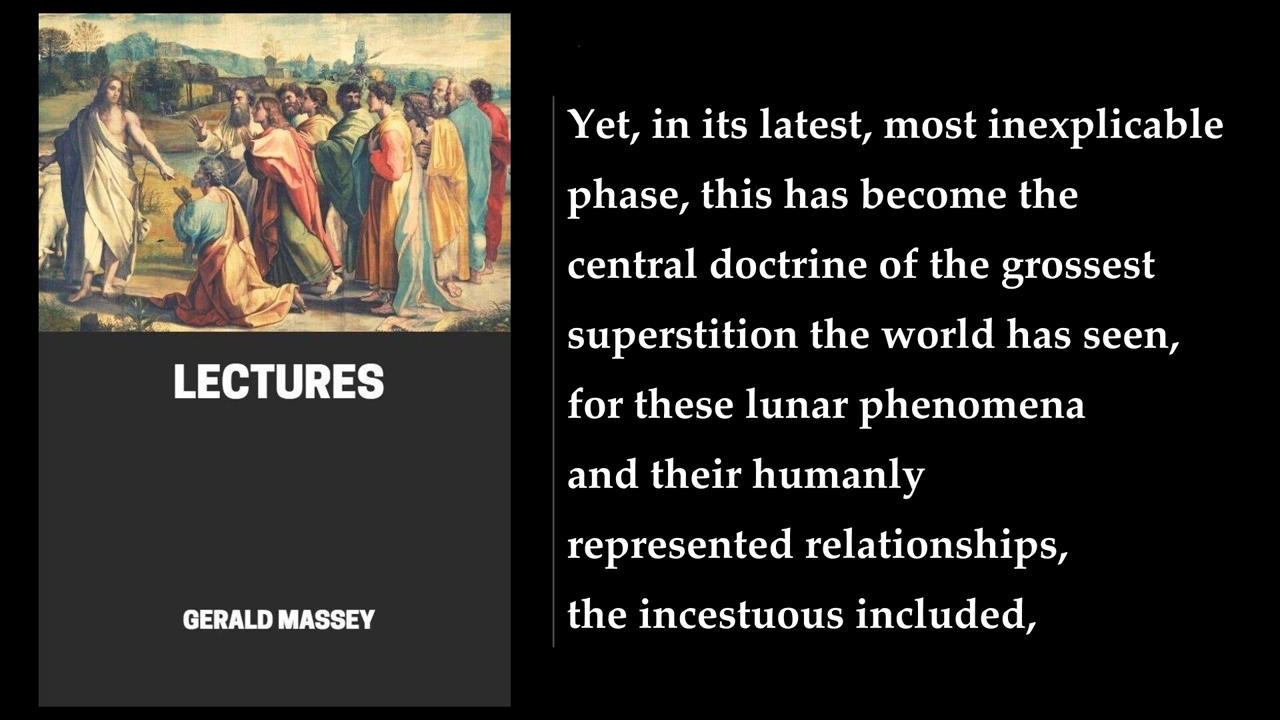 LECTURES
GERALD MASSEY
Yet, in its latest, most inexplicable
phase, this has become the
central doctrine of the grossest
superstition the world has seen,
for these lunar phenomena
and their humanly
represented relationships,
the incestuous included,